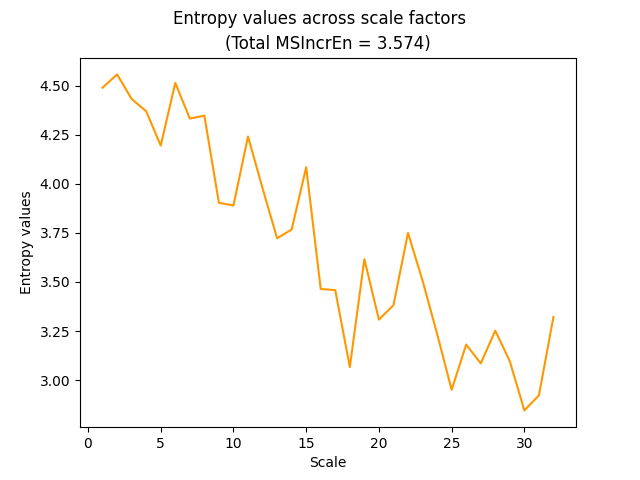 Entropy values across scale factors
(Total MSIncrEn = 3.574)
4.50
4.25
4.00
3.75
3.50
3.25
3.00
Entropy values
0 5 10 15 20 25 30
Scale